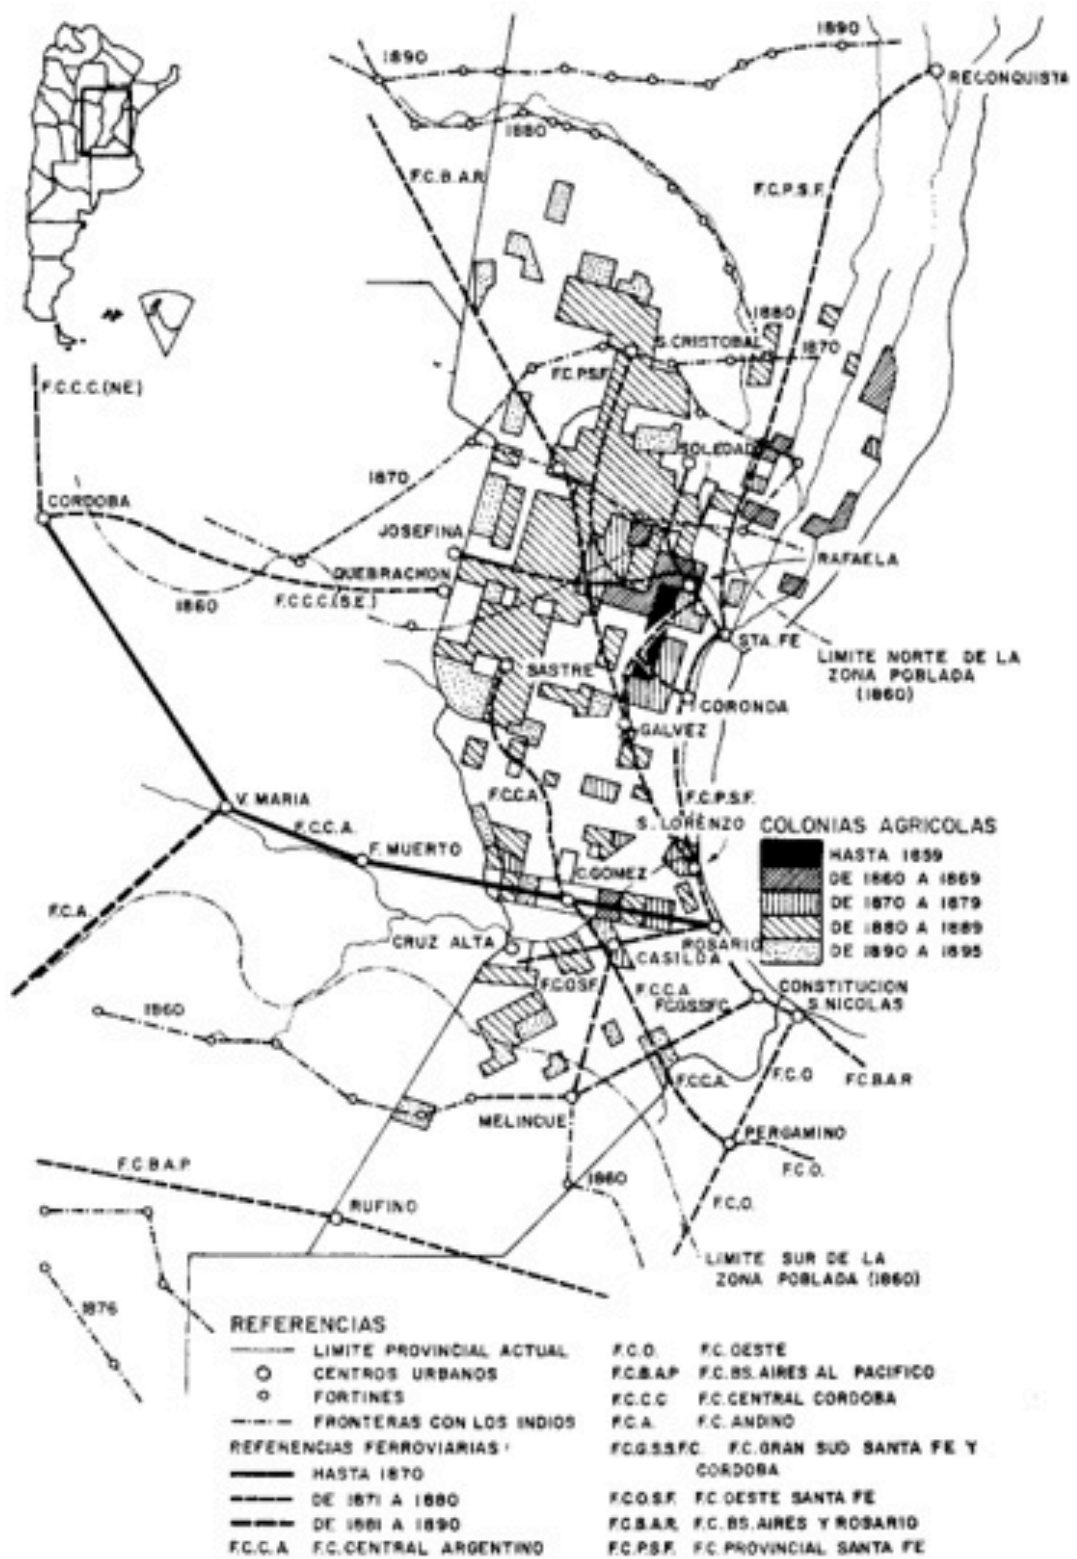 1890
1890
RECONQUISTA
1880
F.C.B.A.R
F.C.P.S.F.
1880
S.CRISTOBAL
1870
F.C.P.S.F.
F.C.C.C.(N.E.)
SOLEDAD
1870
CORDOBA
JOSEFINA
RAFAELA
QUEBRACHON
F.C.C.C.(S.E.)
1860
STA. FE
LIMITE NORTE DE LA
ZONA POBLADA
(1860)
SASTRE
CORONDA
GALVEZ
F.C.C.A.
F.C.P.S.F.
V. MARIA
F.C.C.A.
S. LORENZO
F. MUERTO
C.GOMEZ
COLONIAS AGRICOLAS
HASTA 1859
DE 1860 A 1869
DE 1870 A 1879
DE 1880 A 1889
DE 1890 A 1895
F.C.A.
CRUZ ALTA
ROSARIO
CASILDA
F.C.O.S.F.
F.C.C.A
F.C.G.S.S.F.C.
CONSTITUCION
S.NICOLAS
1860
F.C.C.A.
F.C.O
F.C.B.A.R
MELINCUE
PERGAMINO
F.C.O.
F.C.B.A.P
1860
F.C.O.
RUFINO
LIMITE SUR DE LA
ZONA POBLADA (1860)
1876
REFERENCIAS
LIMITE PROVINCIAL ACTUAL
CENTROS URBANOS
FORTINES
FRONTERAS CON LOS INDIOS
REFERENCIAS FERROVIARIAS:
HASTA 1870
DE 1871 A 1880
DE 1881 A 1890
F.C.C.A F.C.CENTRAL ARGENTINO
F.C.O. F.C.OESTE
F.C.B.A.P F.C.BS.AIRES AL PACIFICO
F.C.C.C F.C.CENTRAL CORDOBA
F.C.A. F.C.ANDINO
F.C.G.S.S.F.C. F.C.GRAN SUD SANTA FE Y
CORDOBA
F.C.O.S.F. F.C.OESTE SANTA FE
F.C.B.A.R. F.C.BS.AIRES Y ROSARIO
F.C.P.S.F. F.C.PROVINCIAL SANTA FE